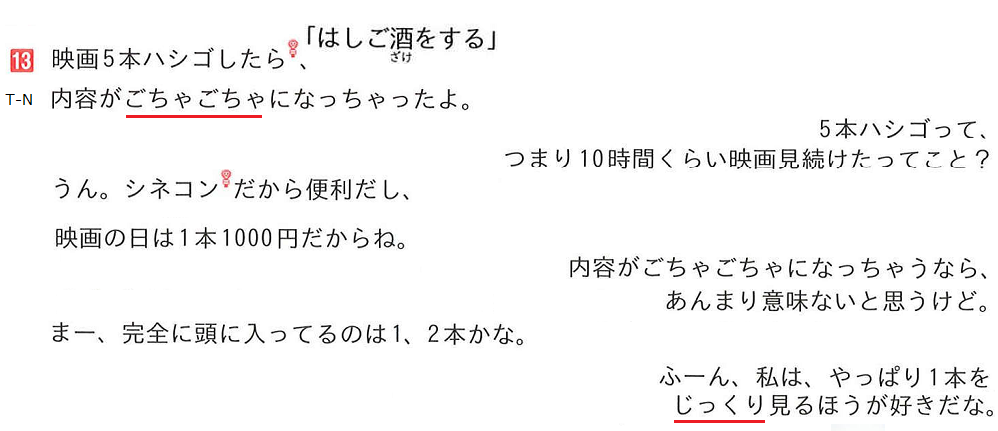 「はしご酒をする」
ざけ
13 映画5本ハシゴしたら、
T-N 内容がごちゃごちゃになっちゃったよ。
5本ハシゴって、
つまり10時間くらい映画見続けたってこと？
うん。シネコンだから便利だし、
映画の日は1本1000円だからね。
内容がごちゃごちゃになっちゃうなら、
あんまり意味ないと思うけど。
まー、完全に頭に入ってるのは1、2本かな。
ふーん、私は、やっぱり1本を
じっくり見るほうが好きだな。